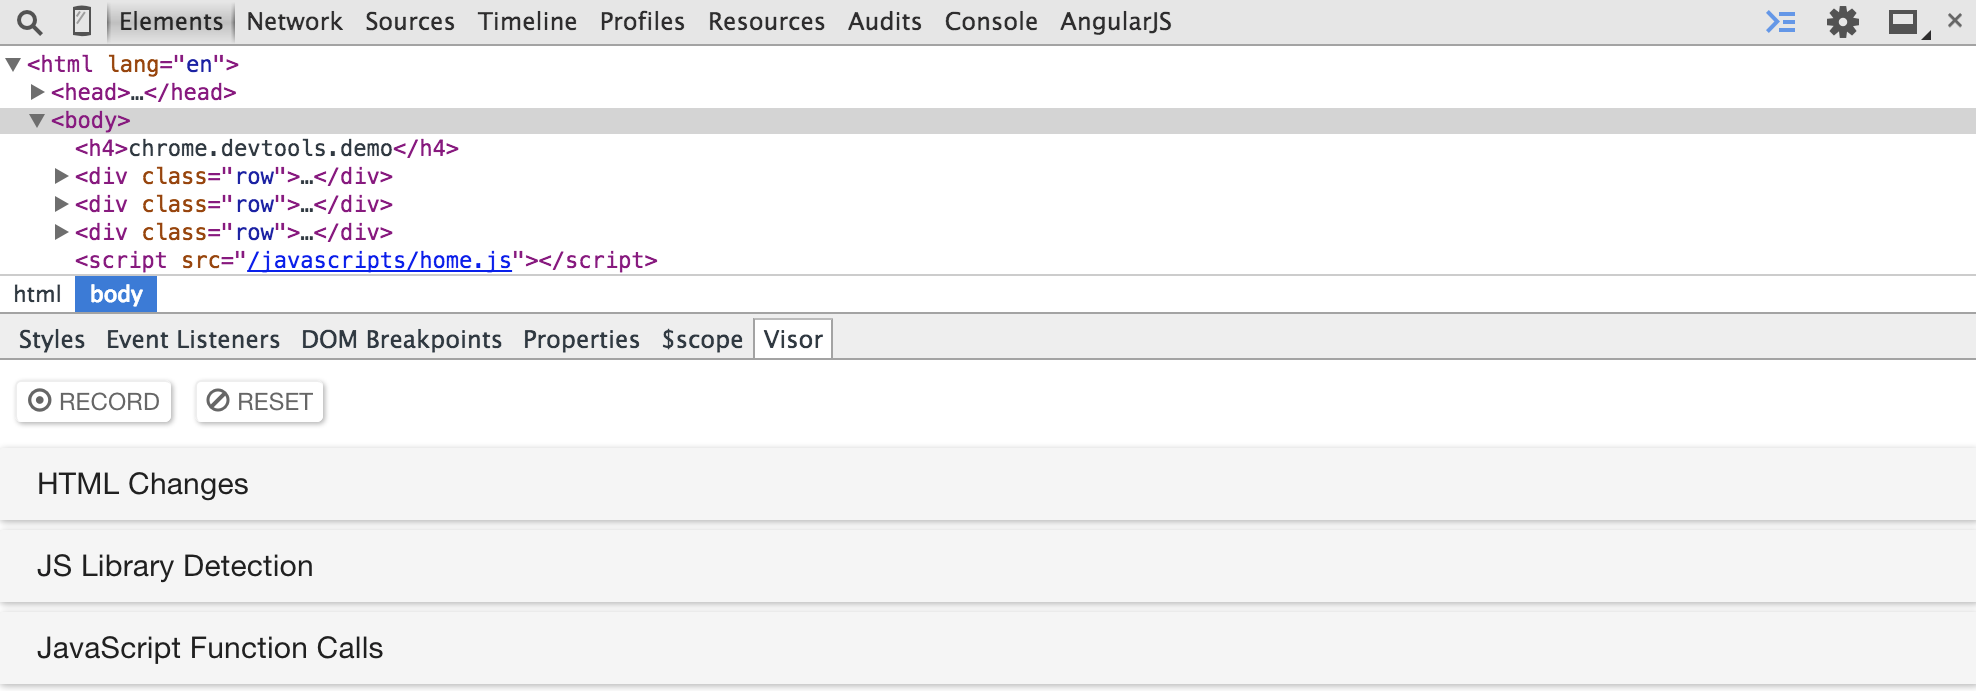 Elements Network Sources Timeline Profiles Resources Audits Console AngularJS
<html lang="en">
<head>…</head>
<body>
<h4>chrome.devtools.demo</h4>
<div class="row">…</div>
<div class="row">…</div>
<div class="row">…</div>
<script src="/javascripts/home.js"></script>
html body
Styles Event Listeners DOM Breakpoints Properties $scope Visor
RECORD RESET
HTML Changes
JS Library Detection
JavaScript Function Calls